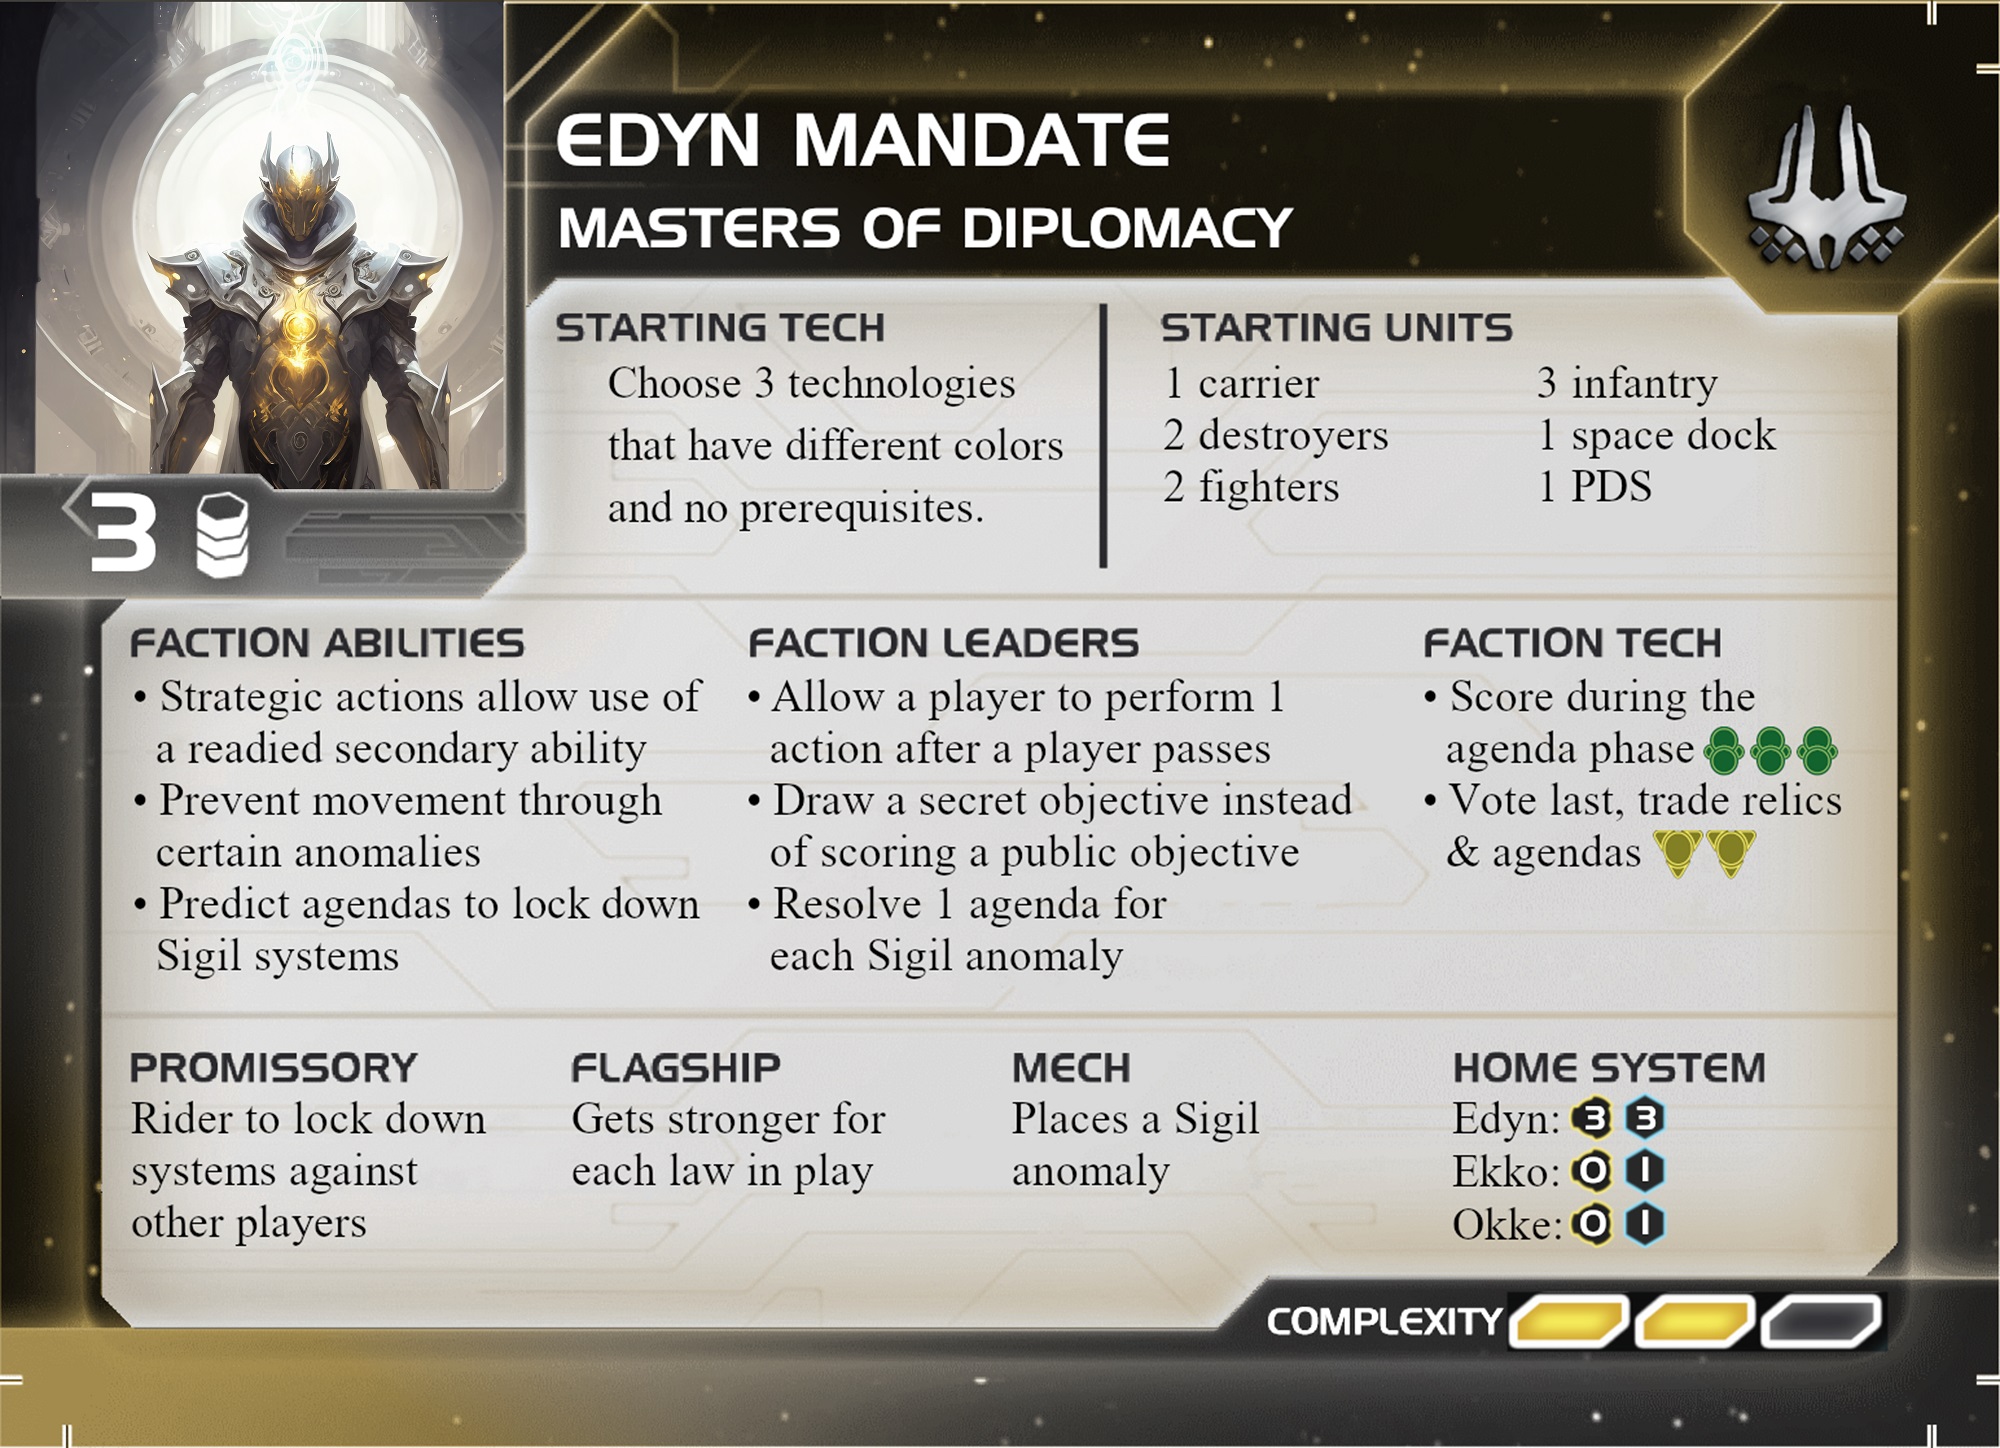 EDYN MANDATE
MASTERS OF DIPLOMACY
3
STARTING TECH
Choose 3 technologies
that have different colors
and no prerequisites.
STARTING UNITS
1 carrier
2 destroyers
2 fighters
3 infantry
1 space dock
1 PDS
FACTION ABILITIES
• Strategic actions allow use of
a readied secondary ability
• Prevent movement through
certain anomalies
• Predict agendas to lock down
Sigil systems
FACTION LEADERS
• Allow a player to perform 1
action after a player passes
• Draw a secret objective instead
of scoring a public objective
• Resolve 1 agenda for
each Sigil anomaly
FACTION TECH
• Score during the
agenda phase
• Vote last, trade relics
& agendas
PROMISSORY
Rider to lock down
systems against
other players
FLAGSHIP
Gets stronger for
each law in play
MECH
Places a Sigil
anomaly
HOME SYSTEM
Edyn: 3 3
Ekko: 0 1
Okke: 0 1
COMPLEXITY